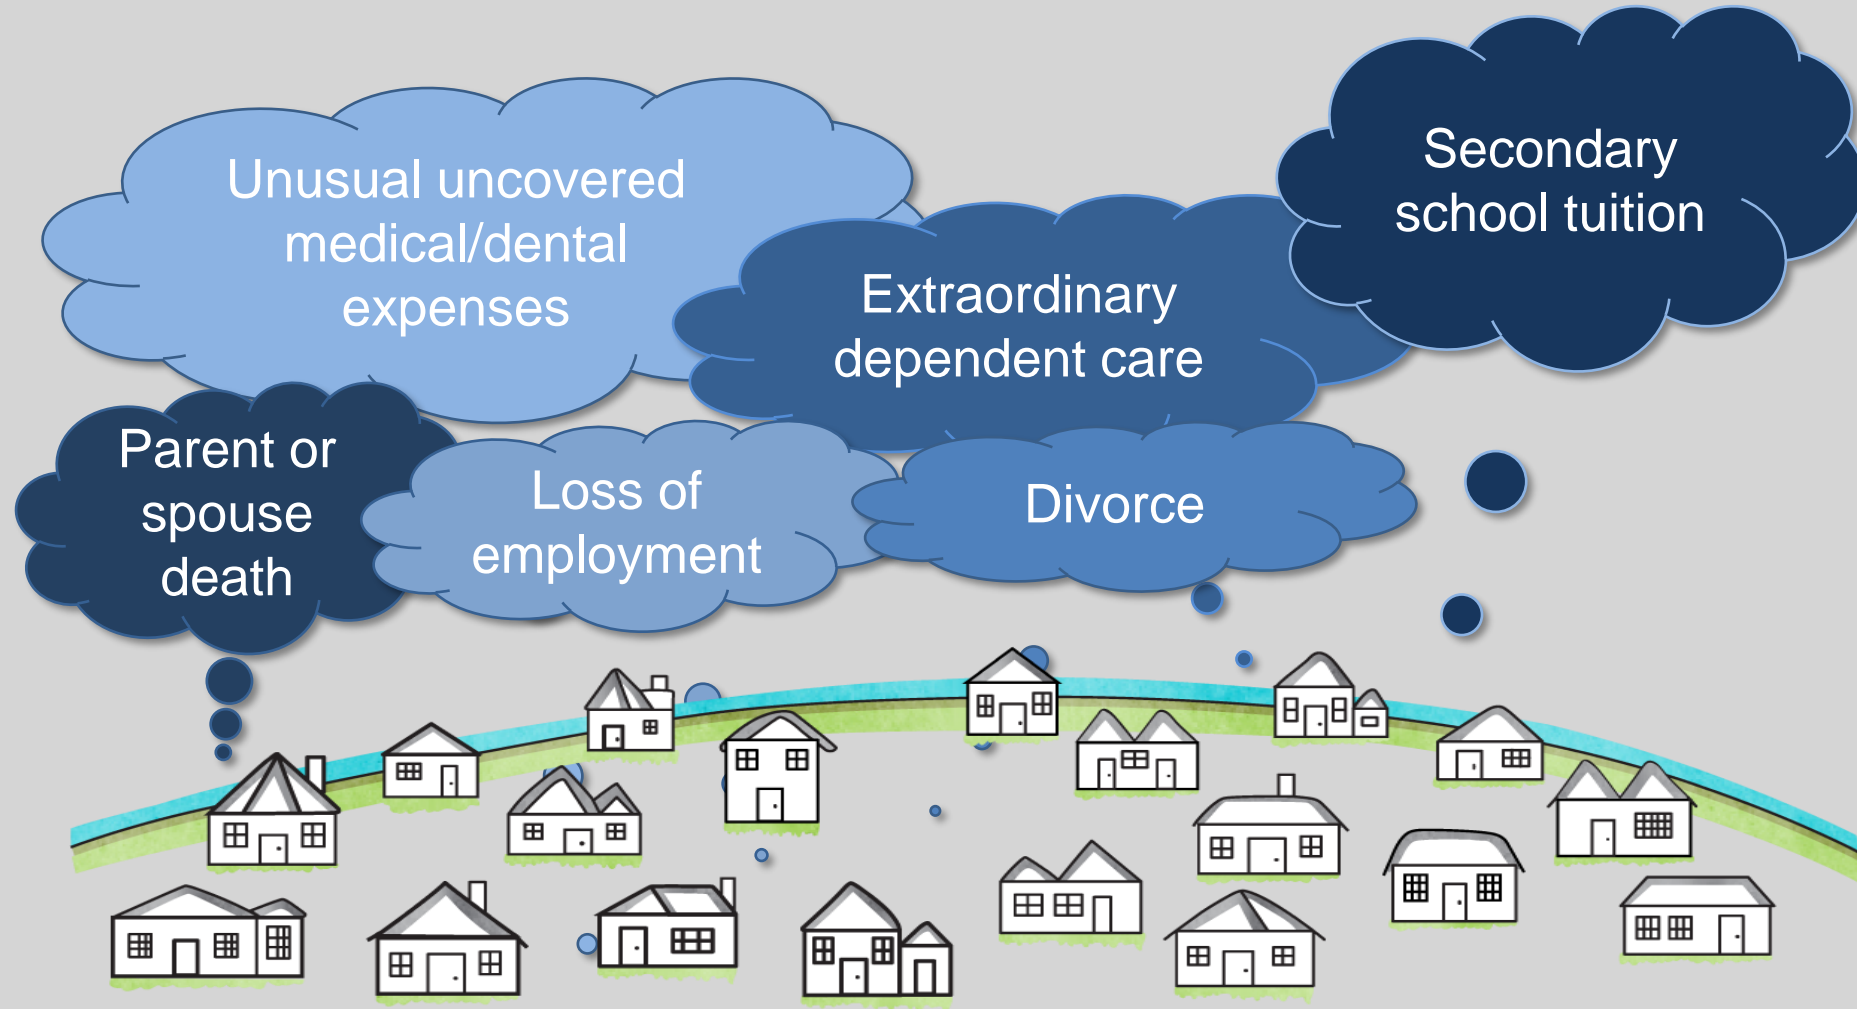 Unusual uncovered
medical/dental
expenses
Extraordinary
dependent care
Secondary
school tuition
Parent or
spouse
death
Loss of
employment
Divorce